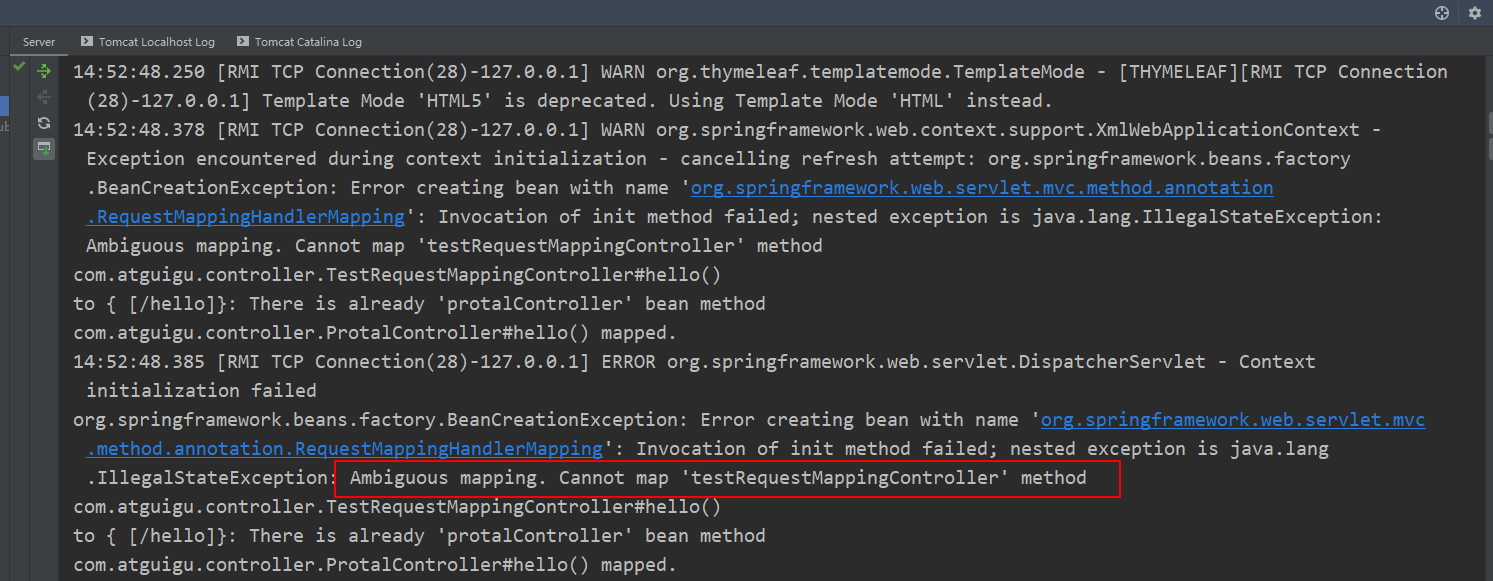 Server Tomcat Localhost Log Tomcat Catalina Log
14:52:48.250 [RMI TCP Connection(28)-127.0.0.1] WARN org.thymeleaf.templatemode.TemplateMode - [THYMELEAF][RMI TCP Connection
(28)-127.0.0.1] Template Mode 'HTML5' is deprecated. Using Template Mode 'HTML' instead.
14:52:48.378 [RMI TCP Connection(28)-127.0.0.1] WARN org.springframework.web.context.support.XmlWebApplicationContext -
Exception encountered during context initialization - cancelling refresh attempt: org.springframework.beans.factory
.BeanCreationException: Error creating bean with name 'org.springframework.web.servlet.mvc.method.annotation
.RequestMappingHandlerMapping': Invocation of init method failed; nested exception is java.lang.IllegalStateException:
Ambiguous mapping. Cannot map 'testRequestMappingController' method
com.atguigu.controller.TestRequestMappingController#hello()
to { [/hello]}: There is already 'protalController' bean method
com.atguigu.controller.ProtalController#hello() mapped.
14:52:48.385 [RMI TCP Connection(28)-127.0.0.1] ERROR org.springframework.web.servlet.DispatcherServlet - Context
initialization failed
org.springframework.beans.factory.BeanCreationException: Error creating bean with name 'org.springframework.web.servlet.mvc
.method.annotation.RequestMappingHandlerMapping': Invocation of init method failed; nested exception is java.lang
.IllegalStateException: Ambiguous mapping. Cannot map 'testRequestMappingController' method
com.atguigu.controller.TestRequestMappingController#hello()
to { [/hello]}: There is already 'protalController' bean method
com.atguigu.controller.ProtalController#hello() mapped.